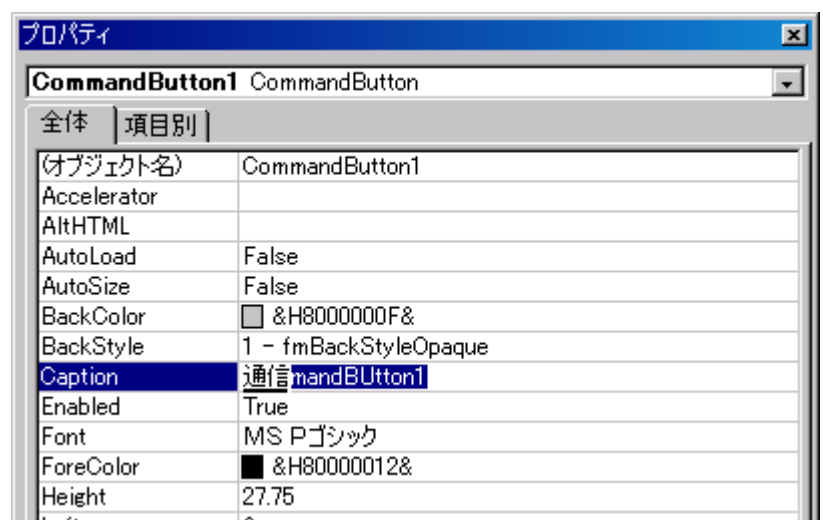 プロパティ
CommandButton1 CommandButton
全体 項目別
(オブジェクト名) CommandButton1
Accelerator
AltHTML
AutoLoad False
AutoSize False
BackColor &H8000000F&
BackStyle 1 - fmBackStyleOpaque
Caption 通信mandBUtton1
Enabled True
Font MS Pゴシック
ForeColor &H80000012&
Height 27.75